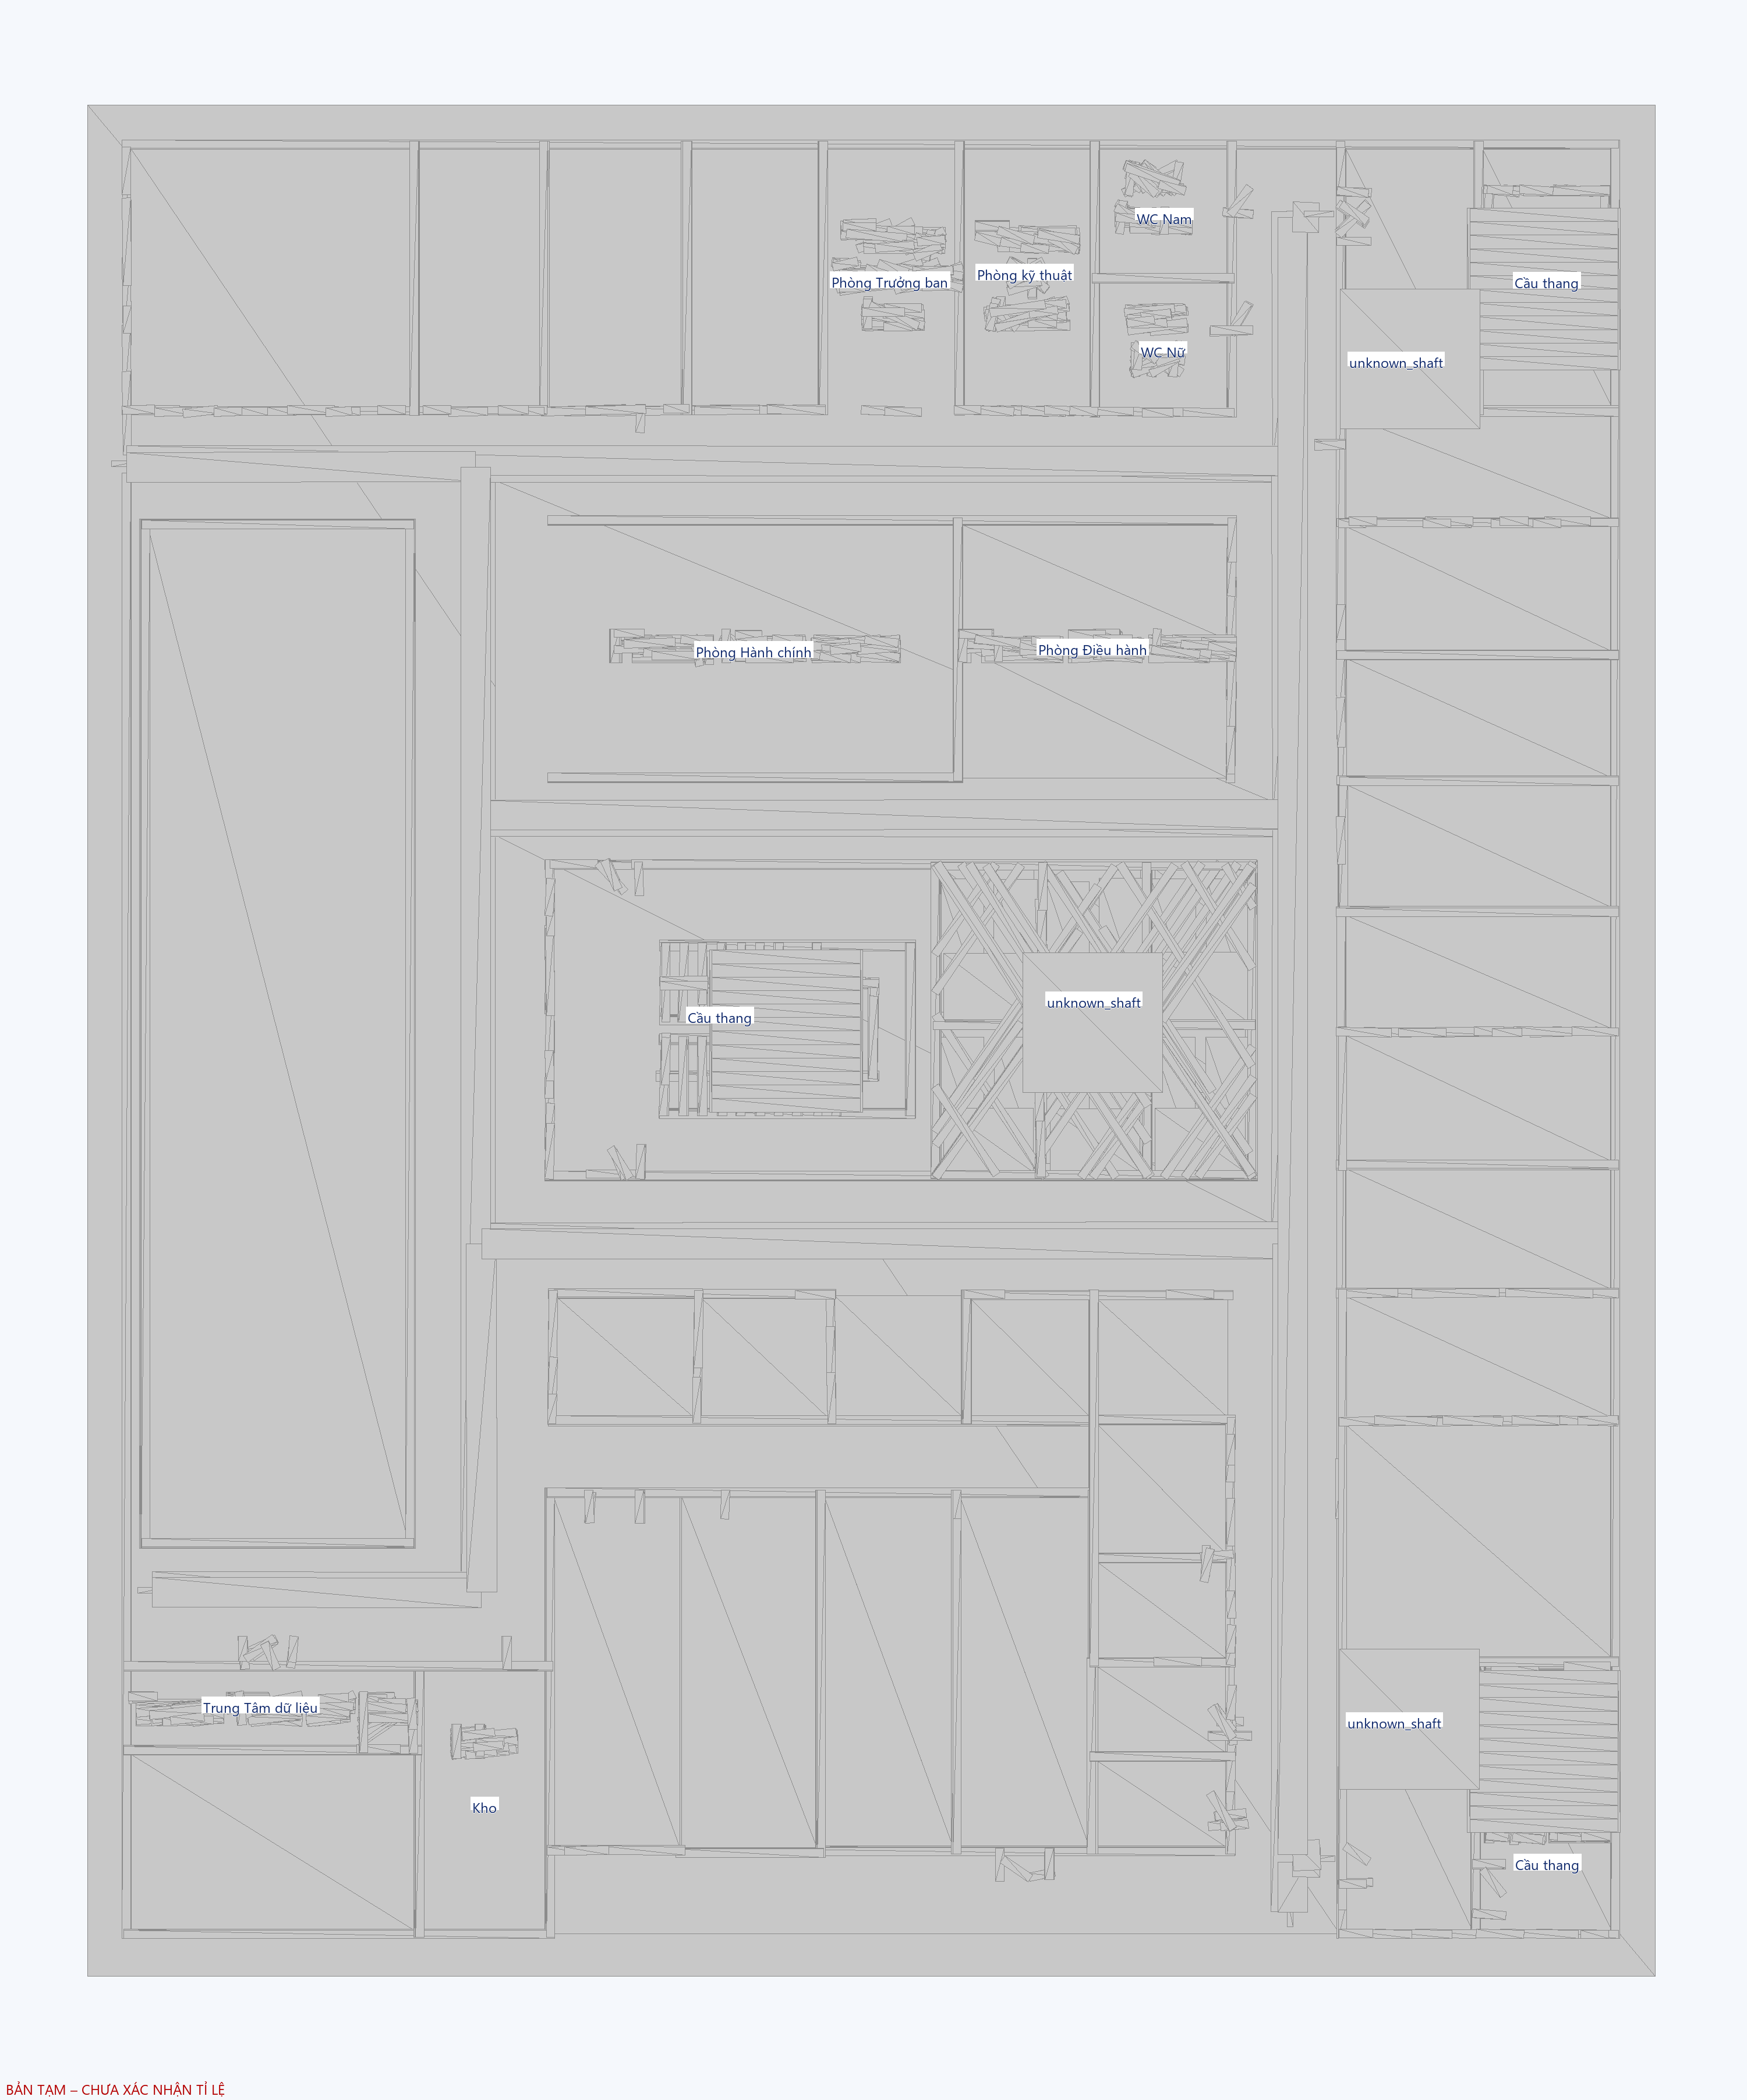 WC Nam
Phòng kỹ thuật
Phòng Trưởng ban
Cầu thang
WC Nữ
unknown_shaft
Phòng Hành chính
Phòng Điều hành
unknown_shaft
Cầu thang
Trung Tâm dữ liệu
unknown_shaft
Kho
Cầu thang
BẢN TẠM – CHƯA XÁC NHẬN TỈ LỆ